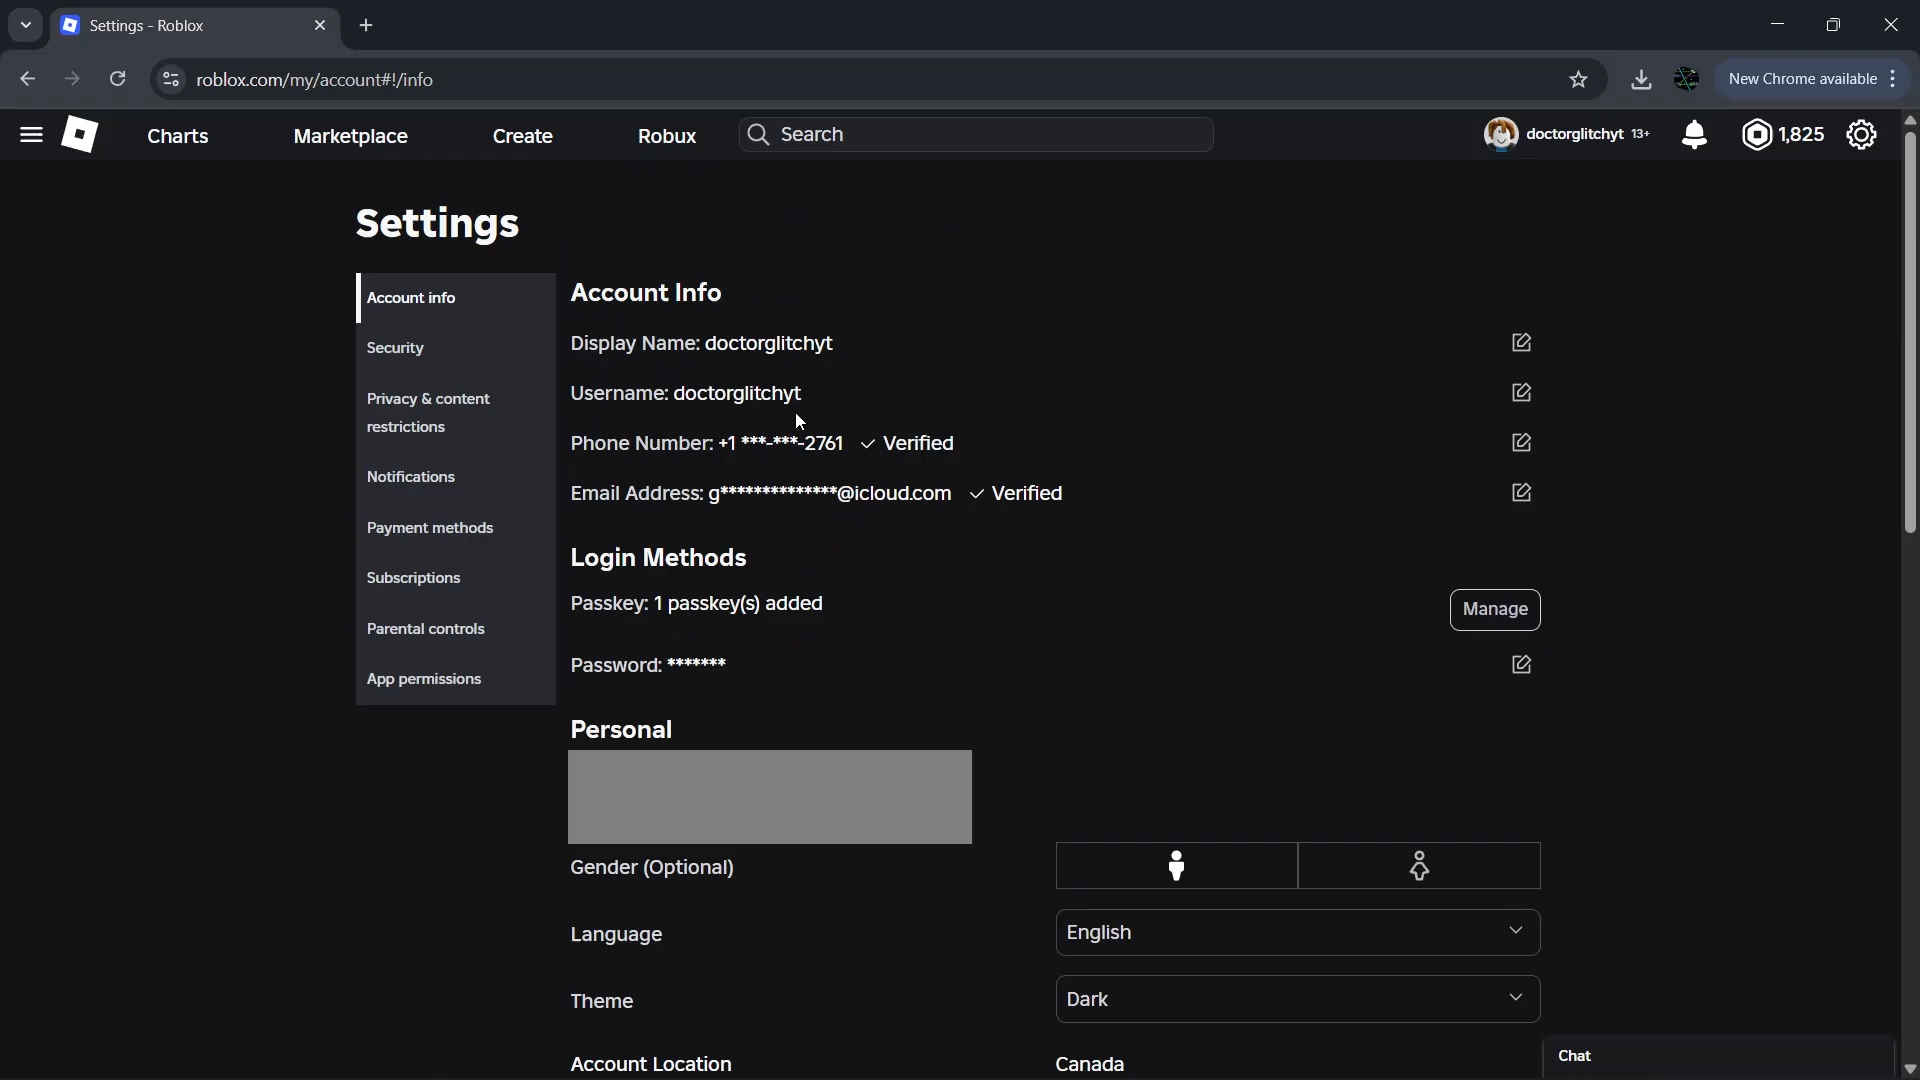 Settings - Roblox
roblox.com/my/account#!/info
New Chrome available
Charts
Marketplace
Create
Robux
Search
doctorglitchyt 13+
1,825
Settings
Account info
Security
Privacy & content
restrictions
Notifications
Payment methods
Subscriptions
Parental controls
App permissions
Account Info
Display Name: doctorglitchyt
Username: doctorglitchyt
Phone Number: +1 ***-***-2761 Verified
Email Address: g**************@icloud.com Verified
Login Methods
Passkey: 1 passkey(s) added
Manage
Password: *******
Personal
Gender (Optional)
Language
English
Theme
Dark
Account Location
Canada
Chat